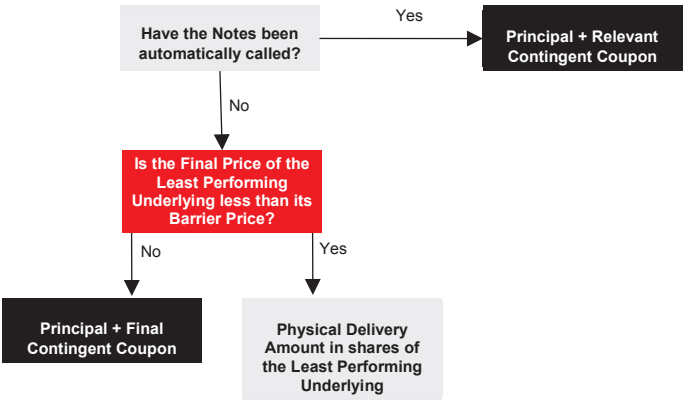 Have the Notes been
automatically called?
Yes
Principal + Relevant
Contingent Coupon
No
Is the Final Price of the
Least Performing
Underlying less than its
Barrier Price?
No
Yes
Principal + Final
Contingent Coupon
Physical Delivery
Amount in shares of
the Least Performing
Underlying